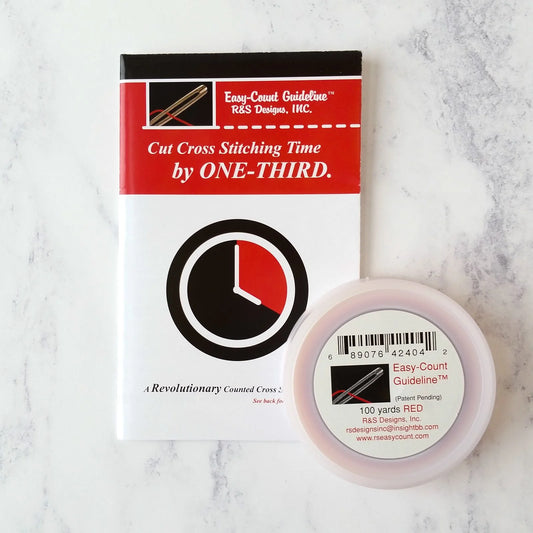 Easy-Count Guideline™
R&S Designs, INC.
Cut Cross Stitching Time
by ONE-THIRD.
A Revolutionary Counted Cross
See back fo
6 89076 42404 2
Easy-Count
Guideline™
(Patent Pending)
100 yards RED
R&S Designs, Inc.
rsdesignsinc@insightbb.com
www.rseasycount.com